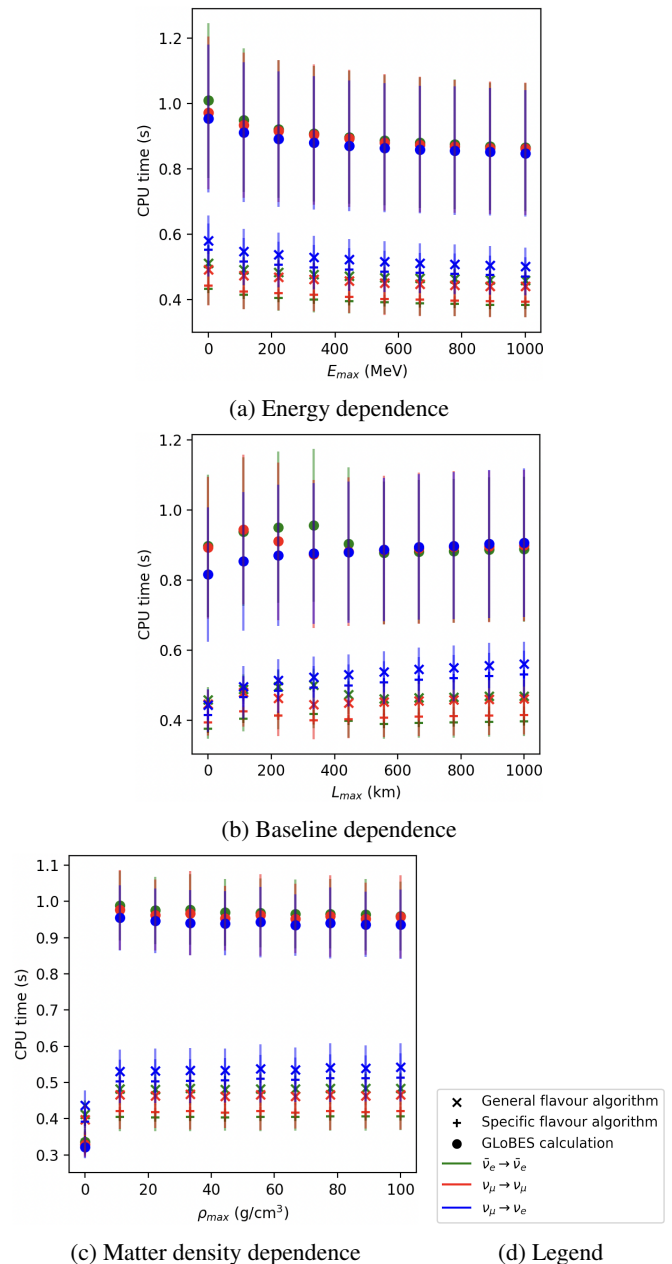 1.2
1.0
0.8
0.6
0.4
CPU time (s)
0 200 400 600 800 1000
E_max (MeV)
(a) Energy dependence
1.2
1.0
0.8
0.6
0.4
CPU time (s)
0 200 400 600 800 1000
L_max (km)
(b) Baseline dependence
1.1
1.0
0.9
0.8
0.7
0.6
0.5
0.4
0.3
CPU time (s)
0 20 40 60 80 100
ρ_max (g/cm³)
(c) Matter density dependence
General flavour algorithm
Specific flavour algorithm
GLoBES calculation
ν̄_e → ν̄_e
ν_μ → ν_μ
ν_μ → ν_e
(d) Legend